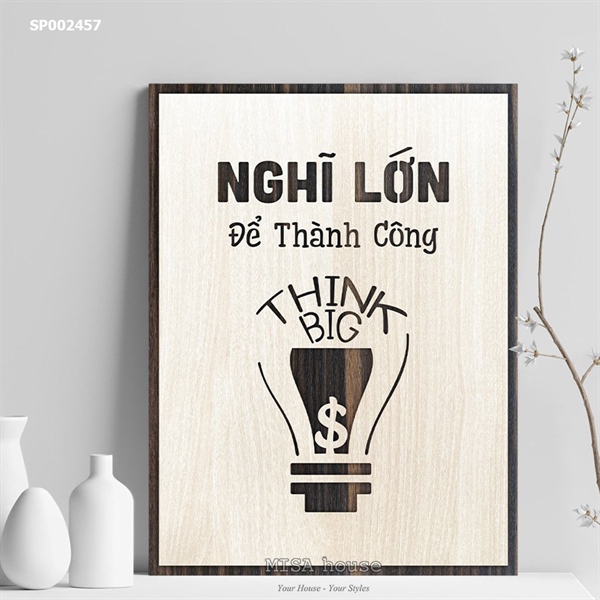 SP002457
NGHĨ LỚN
Để Thành Công
THINK
BIG
$
MISA house
Your House - Your Styles